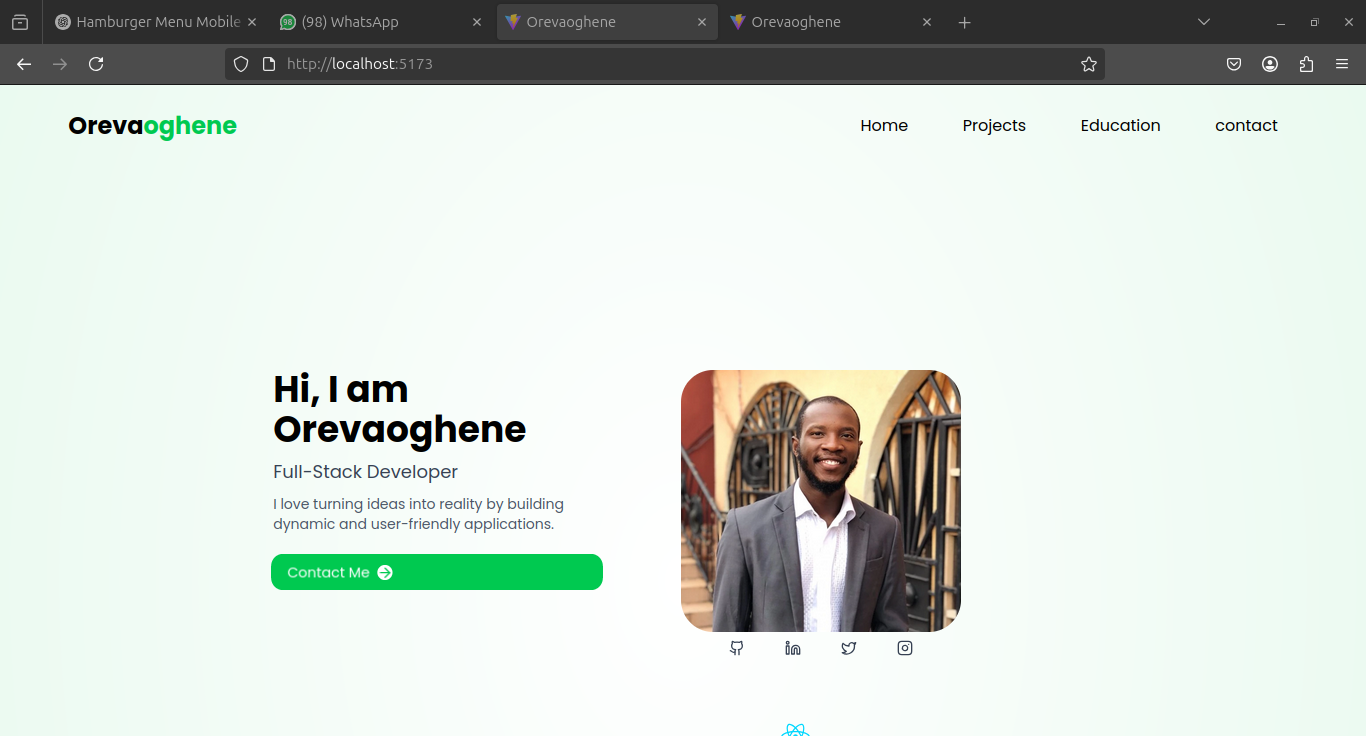 Hamburger Menu Mobile
98
(98) WhatsApp
Orevaoghene
Orevaoghene
http://localhost:5173
Orevaoghene
Home
Projects
Education
contact
Hi, I am
Orevaoghene
Full-Stack Developer
I love turning ideas into reality by building
dynamic and user-friendly applications.
Contact Me